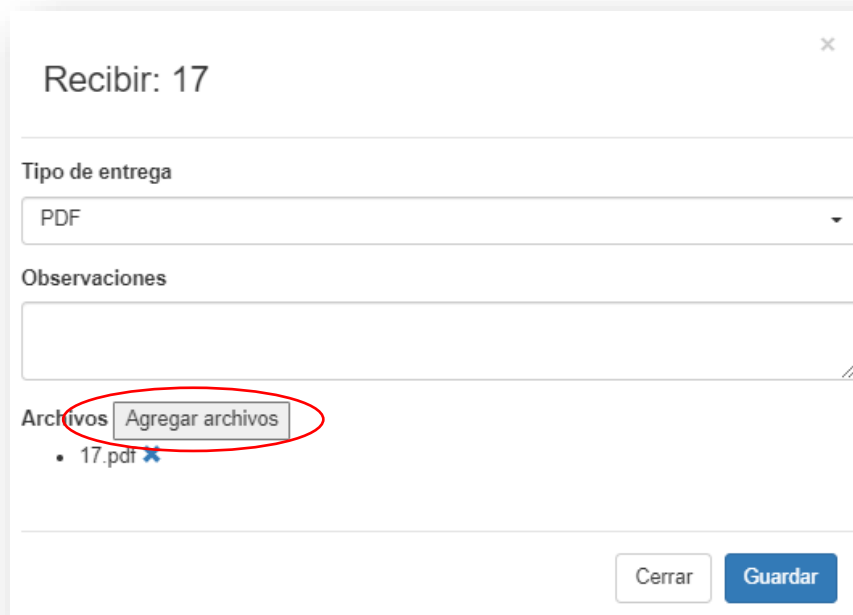 ×
Recibir: 17
Tipo de entrega
PDF
Observaciones
Archivos Agregar archivos
• 17.pdf ✖
Cerrar Guardar